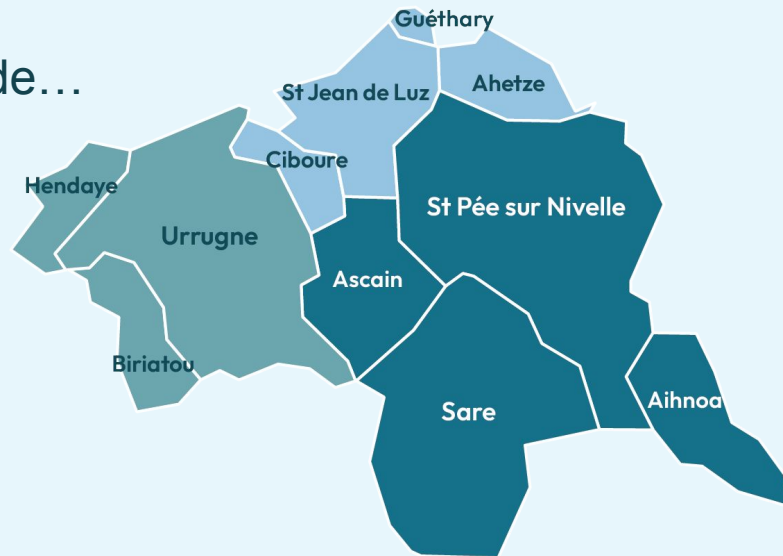 de…
Guéthary
St Jean de Luz
Ahetze
Ciboure
Hendaye
Urrugne
St Pée sur Nivelle
Ascain
Biriatou
Sare
Aihnoa